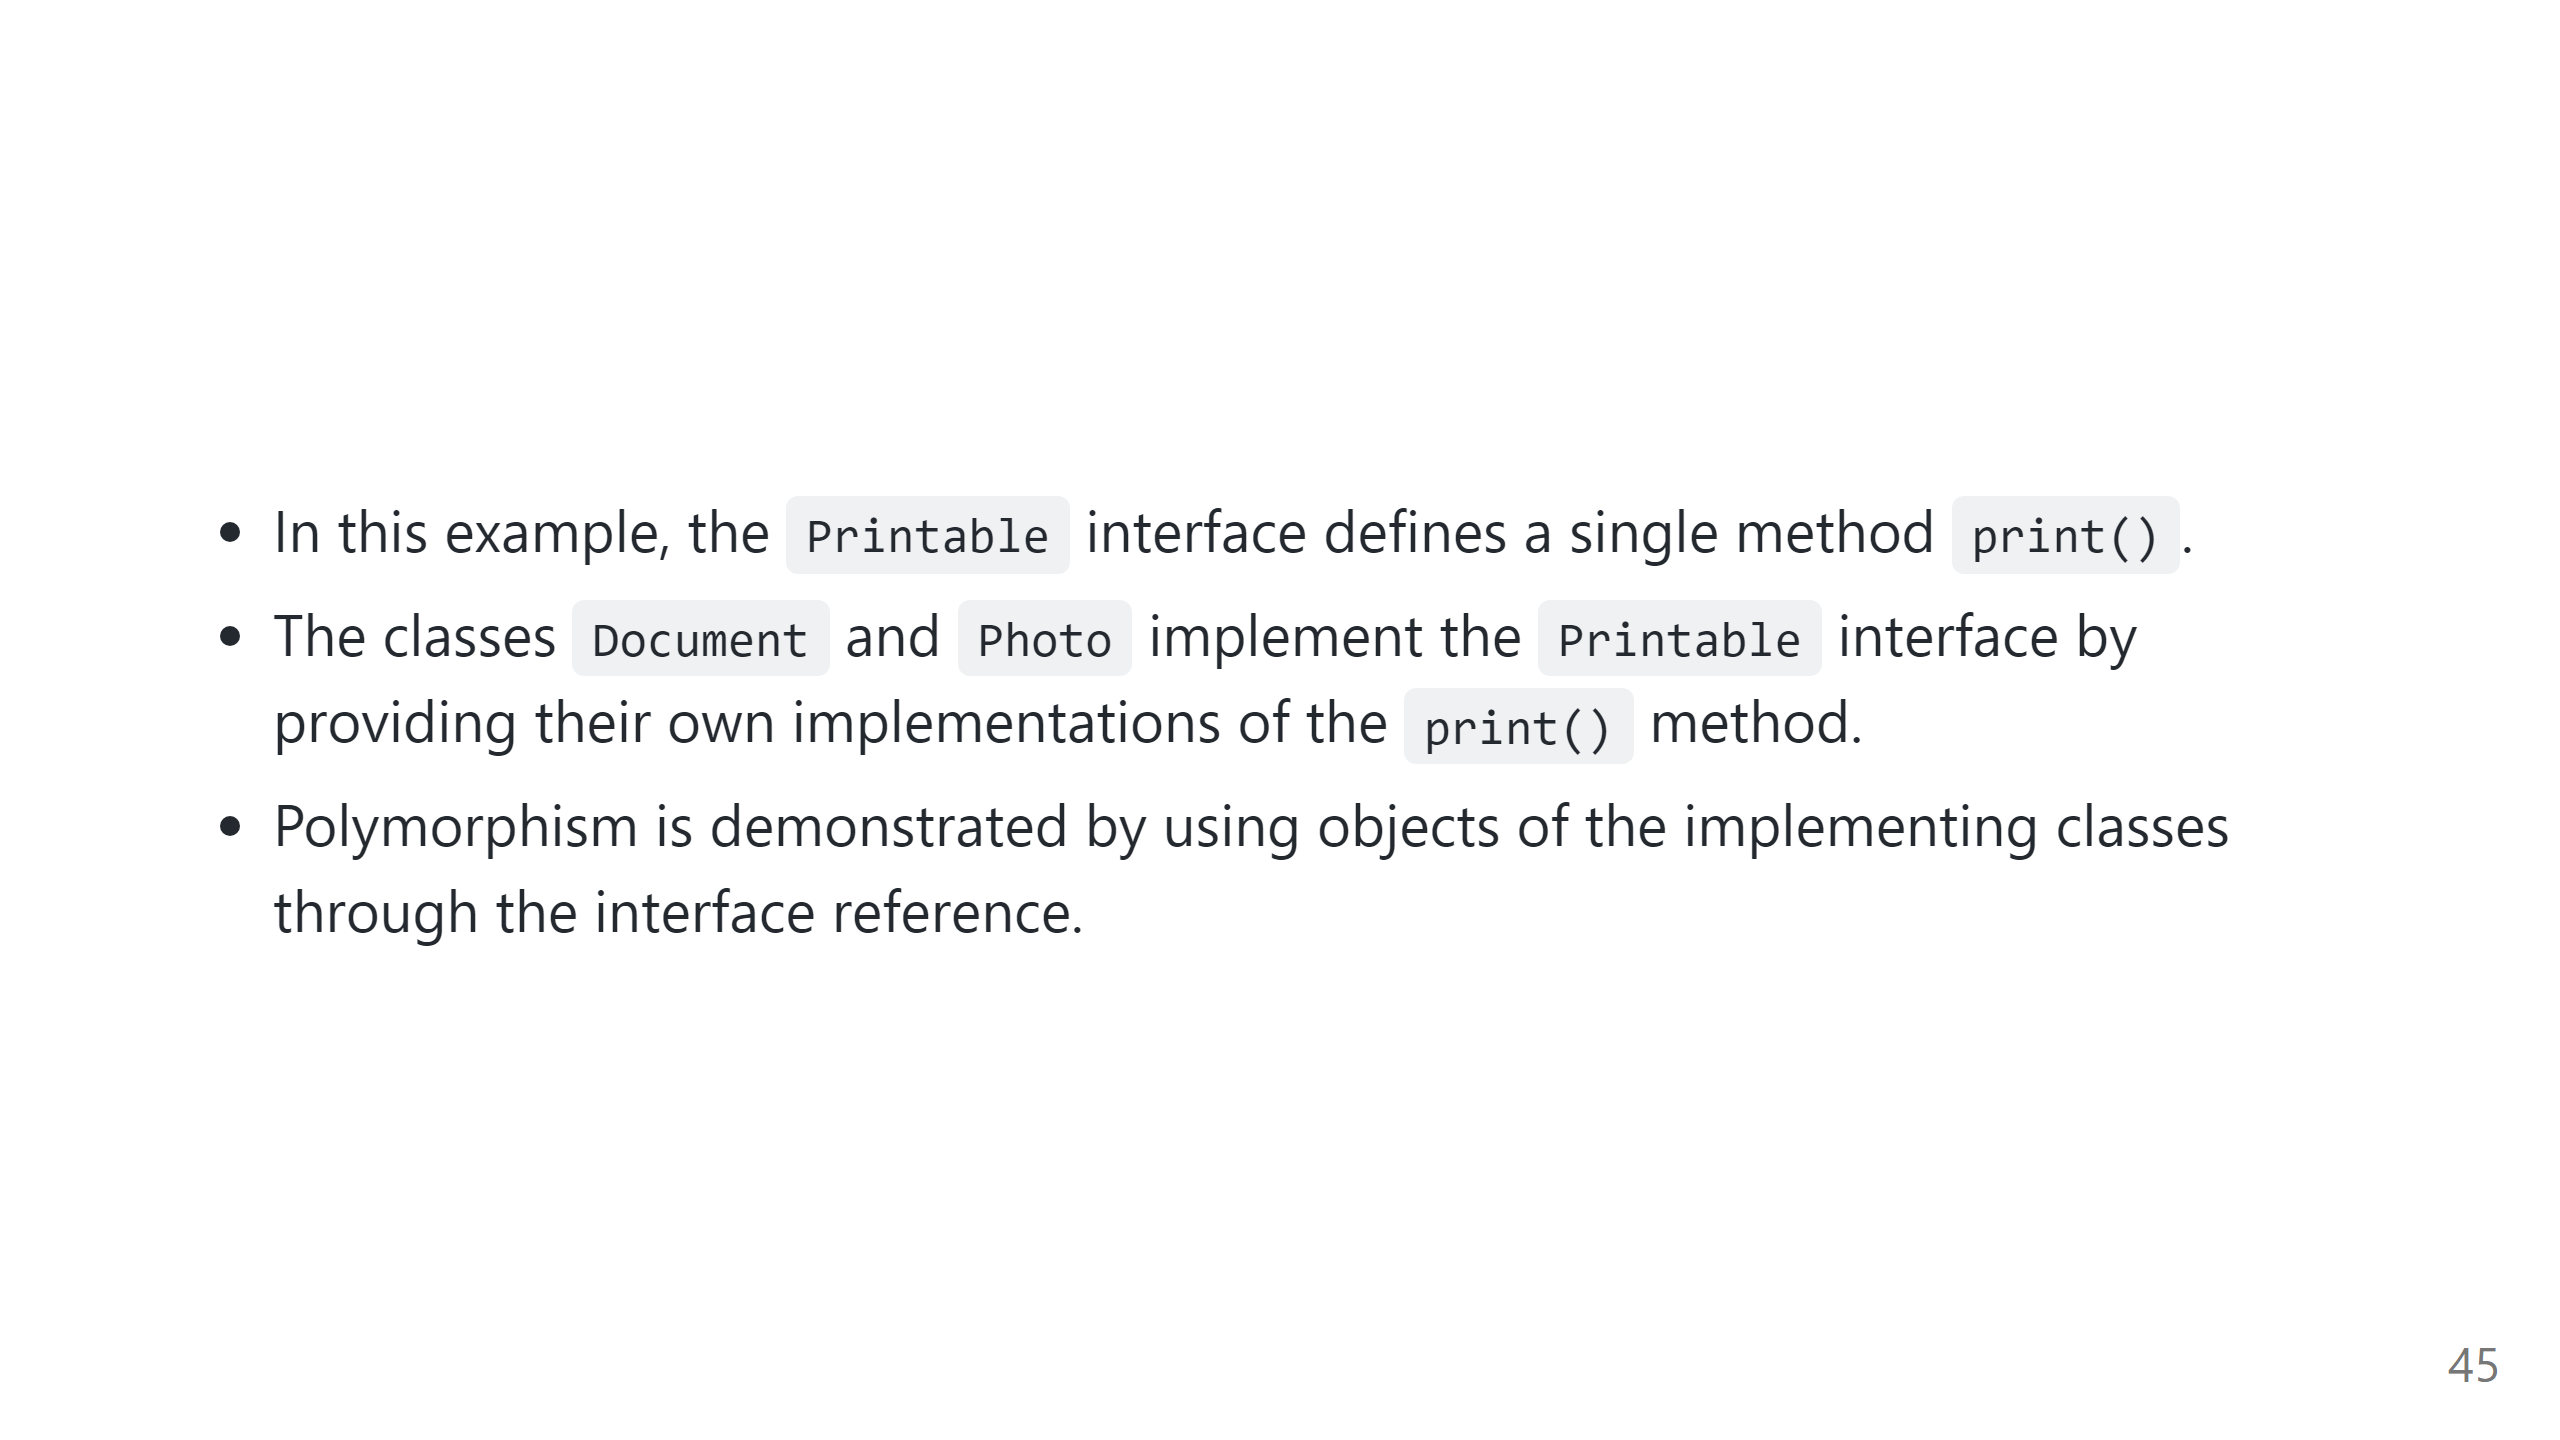 • In this example, the Printable interface defines a single method print().
• The classes Document and Photo implement the Printable interface by
providing their own implementations of the print() method.
• Polymorphism is demonstrated by using objects of the implementing classes
through the interface reference.
45